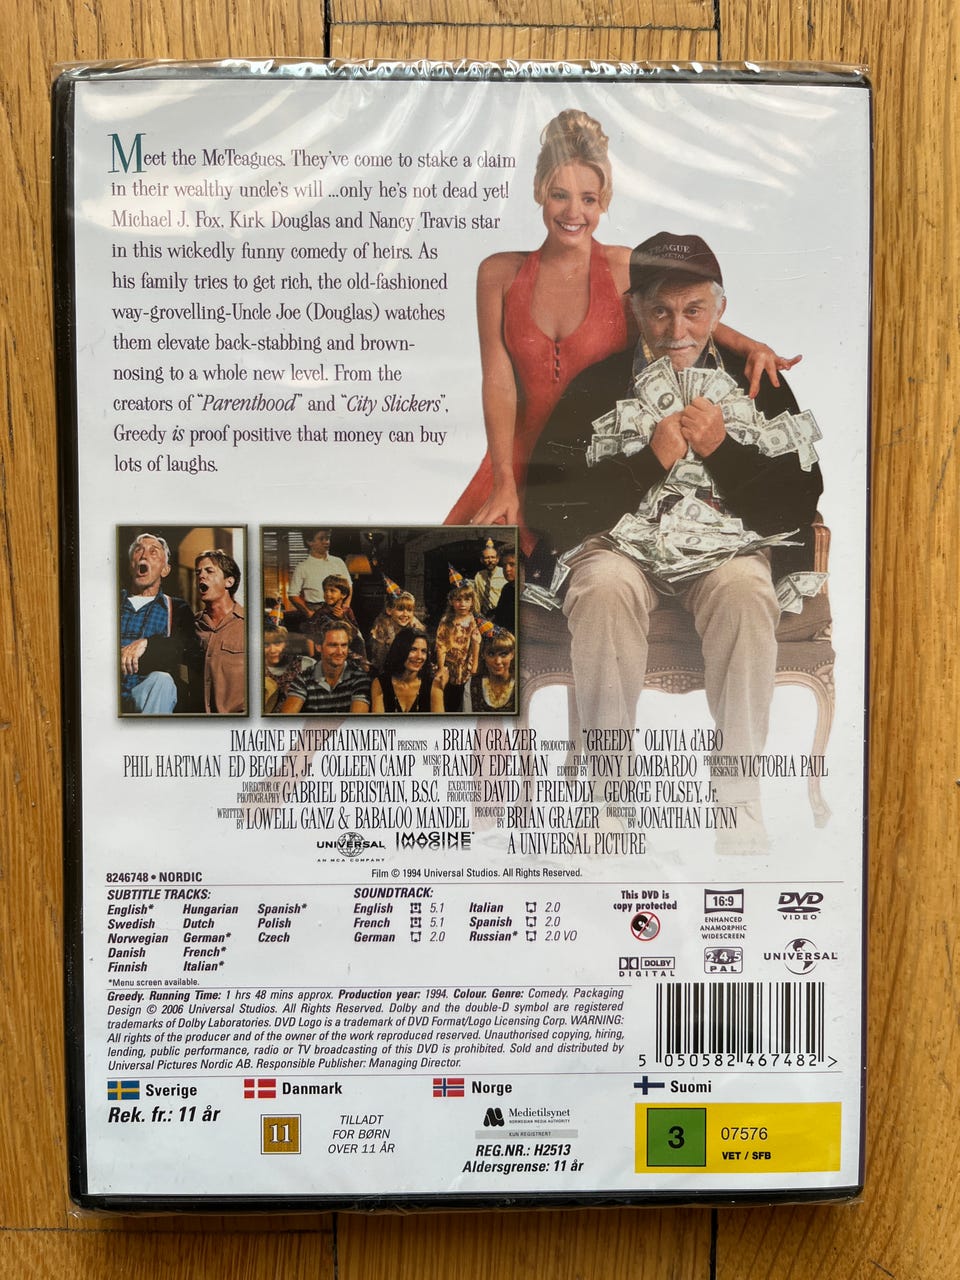 Meet the McTeagues. They've come to stake a claim
in their wealthy uncle's will ...only he's not dead yet!
Michael J. Fox, Kirk Douglas and Nancy Travis star
in this wickedly funny comedy of heirs. As
his family tries to get rich, the old-fashioned
way-grovelling-Uncle Joe (Douglas) watches
them elevate back-stabbing and brown-
nosing to a whole new level. From the
creators of "Parenthood" and "City Slickers",
Greedy is proof positive that money can buy
lots of laughs.
IMAGINE ENTERTAINMENT PRESENTS A BRIAN GRAZER PRODUCTION "GREEDY" OLIVIA d'ABO
PHIL HARTMAN ED BEGLEY, Jr. COLLEEN CAMP MUSIC BY RANDY EDELMAN FILM EDITED BY TONY LOMBARDO PRODUCTION DESIGNER VICTORIA PAUL
DIRECTOR OF PHOTOGRAPHY GABRIEL BERISTAIN, B.S.C. EXECUTIVE PRODUCERS DAVID T. FRIENDLY GEORGE FOLSEY, Jr.
WRITTEN BY LOWELL GANZ & BABALOO MANDEL PRODUCED BY BRIAN GRAZER DIRECTED BY JONATHAN LYNN
UNIVERSAL
AN MCA COMPANY
IMAGINE
A UNIVERSAL PICTURE
8246748 • NORDIC
Film © 1994 Universal Studios. All Rights Reserved.
SUBTITLE TRACKS:
English* Hungarian Spanish*
Swedish Dutch Polish
Norwegian German* Czech
Danish French*
Finnish Italian*
*Menu screen available.
SOUNDTRACK:
English 5.1 Italian 2.0
French 5.1 Spanish 2.0
German 2.0 Russian* 2.0 VO
This DVD is
copy protected
16:9
ENHANCED
ANAMORPHIC
WIDESCREEN
DVD
VIDEO
DOLBY
DIGITAL
2 4 5
PAL
UNIVERSAL
Greedy. Running Time: 1 hrs 48 mins approx. Production year: 1994. Colour. Genre: Comedy. Packaging
Design © 2006 Universal Studios. All Rights Reserved. Dolby and the double-D symbol are registered
trademarks of Dolby Laboratories. DVD Logo is a trademark of DVD Format/Logo Licensing Corp. WARNING:
All rights of the producer and of the owner of the work reproduced reserved. Unauthorised copying, hiring,
lending, public performance, radio or TV broadcasting of this DVD is prohibited. Sold and distributed by
Universal Pictures Nordic AB. Responsible Publisher: Managing Director.
5 050582 467482 >
Sverige
Rek. fr.: 11 år
Danmark
11
TILLADT
FOR BØRN
OVER 11 ÅR
Norge
Medietilsynet
NORWEGIAN MEDIA AUTHORITY
KUN REGISTRERT
REG.NR.: H2513
Aldersgrense: 11 år
Suomi
3
07576
VET / SFB